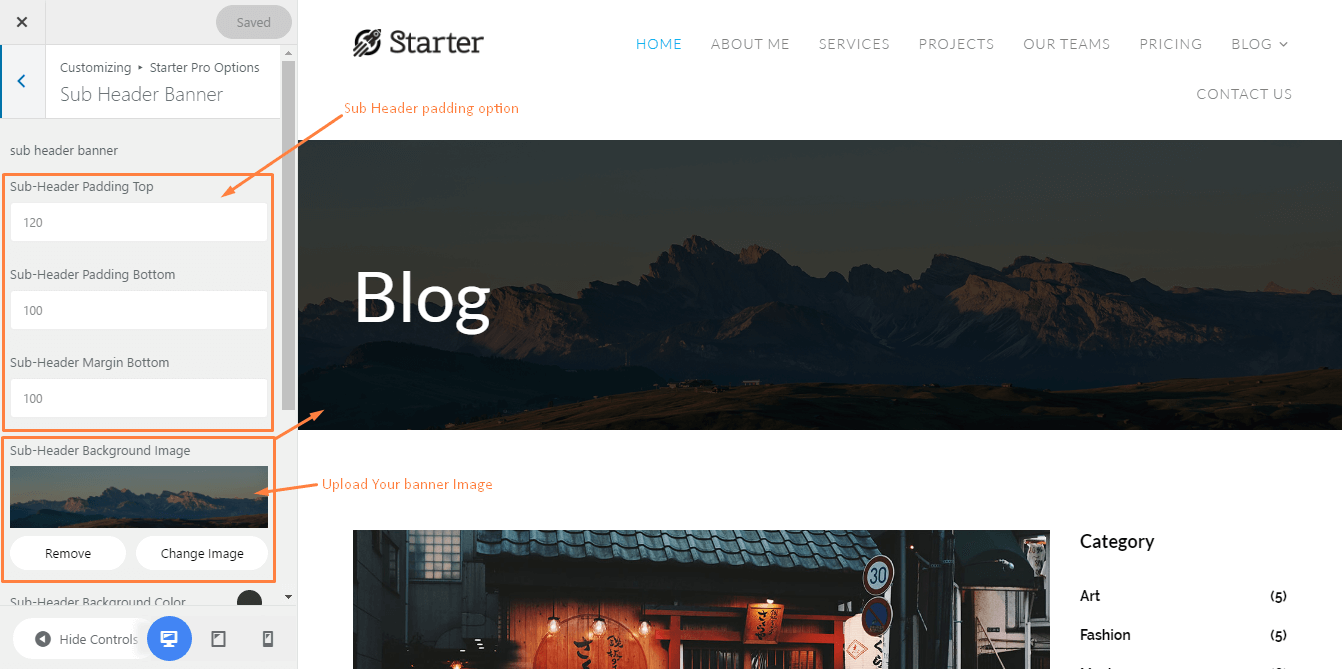 Saved
Customizing ▸ Starter Pro Options
Sub Header Banner
sub header banner
Sub-Header Padding Top
120
Sub-Header Padding Bottom
100
Sub-Header Margin Bottom
100
Sub-Header Background Image
Remove
Change Image
Sub-Header Background Color
Hide Controls
Starter
HOME ABOUT ME SERVICES PROJECTS OUR TEAMS PRICING BLOG
CONTACT US
Sub Header padding option
Blog
Upload Your banner Image
30
Category
Art (5)
Fashion (5)